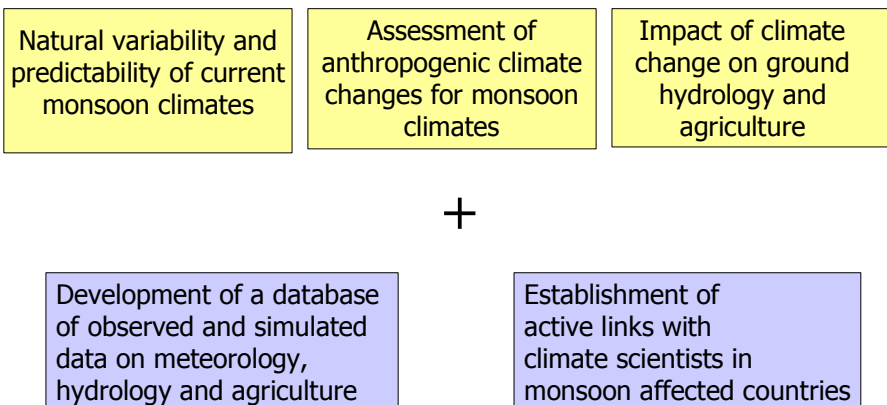 Natural variability and
predictability of current
monsoon climates
Assessment of
anthropogenic climate
changes for monsoon
climates
Impact of climate
change on ground
hydrology and
agriculture
+
Development of a database
of observed and simulated
data on meteorology,
hydrology and agriculture
Establishment of
active links with
climate scientists in
monsoon affected countries